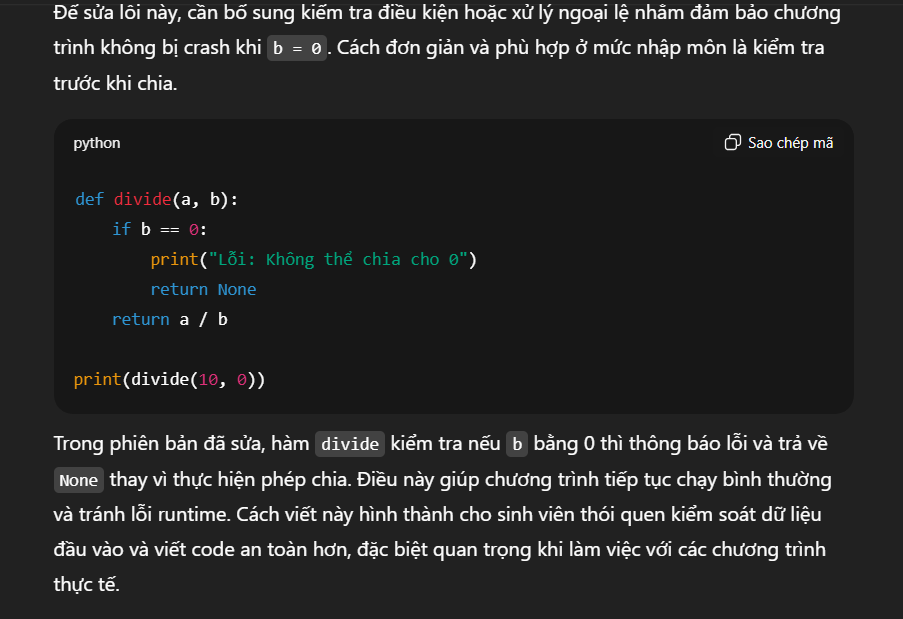 Để sửa lỗi này, cần bổ sung kiểm tra điều kiện hoặc xử lý ngoại lệ nhằm đảm bảo chương
trình không bị crash khi b = 0. Cách đơn giản và phù hợp ở mức nhập môn là kiểm tra
trước khi chia.
python
Sao chép mã
def divide(a, b):
    if b == 0:
        print("Lỗi: Không thể chia cho 0")
        return None
    return a / b

print(divide(10, 0))
Trong phiên bản đã sửa, hàm divide kiểm tra nếu b bằng 0 thì thông báo lỗi và trả về
None thay vì thực hiện phép chia. Điều này giúp chương trình tiếp tục chạy bình thường
và tránh lỗi runtime. Cách viết này hình thành cho sinh viên thói quen kiểm soát dữ liệu
đầu vào và viết code an toàn hơn, đặc biệt quan trọng khi làm việc với các chương trình
thực tế.